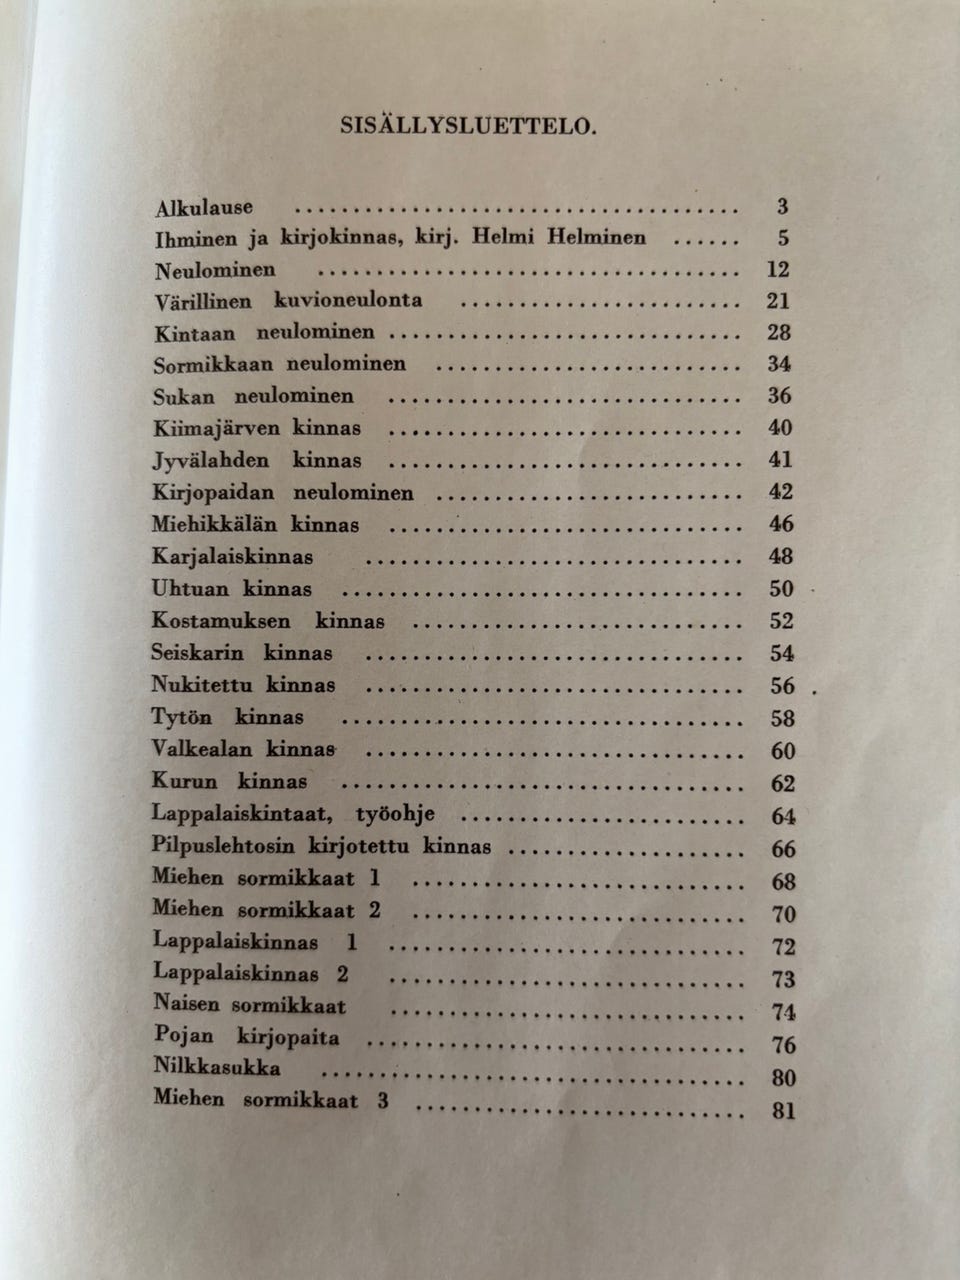 SISÄLLYSLUETTELO.
Alkulause ...................................... 3
Ihminen ja kirjokinnas, kirj. Helmi Helminen ...... 5
Neulominen .................................... 12
Värillinen kuvioneulonta ........................ 21
Kintaan neulominen .............................. 28
Sormikkaan neulominen .......................... 34
Sukan neulominen .............................. 36
Kiimajärven kinnas .............................. 40
Jyvälahden kinnas .............................. 41
Kirjopaidan neulominen .......................... 42
Miehikkälän kinnas .............................. 46
Karjalaiskinnas ................................ 48
Uhtuan kinnas .................................. 50
Kostamuksen kinnas ............................ 52
Seiskarin kinnas ................................ 54
Nukitettu kinnas ................................ 56
Tytön kinnas .................................. 58
Valkealan kinnas ................................ 60
Kurun kinnas .................................. 62
Lappalaiskintaat, työohje ........................ 64
Pilpuslehtosin kirjotettu kinnas .................... 66
Miehen sormikkaat 1 ............................ 68
Miehen sormikkaat 2 ............................ 70
Lappalaiskinnas 1 .............................. 72
Lappalaiskinnas 2 .............................. 73
Naisen sormikkaat .............................. 74
Pojan kirjopaita ................................ 76
Nilkkasukka .................................... 80
Miehen sormikkaat 3 ............................ 81